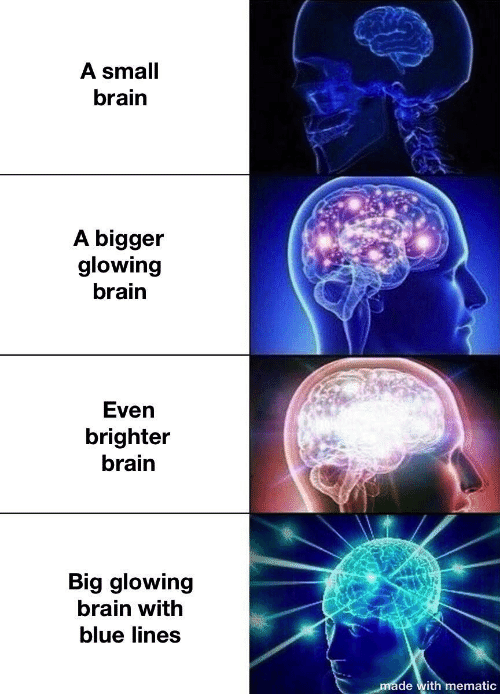 A small
brain
A bigger
glowing
brain
Even
brighter
brain
Big glowing
brain with
blue lines
made with mematic